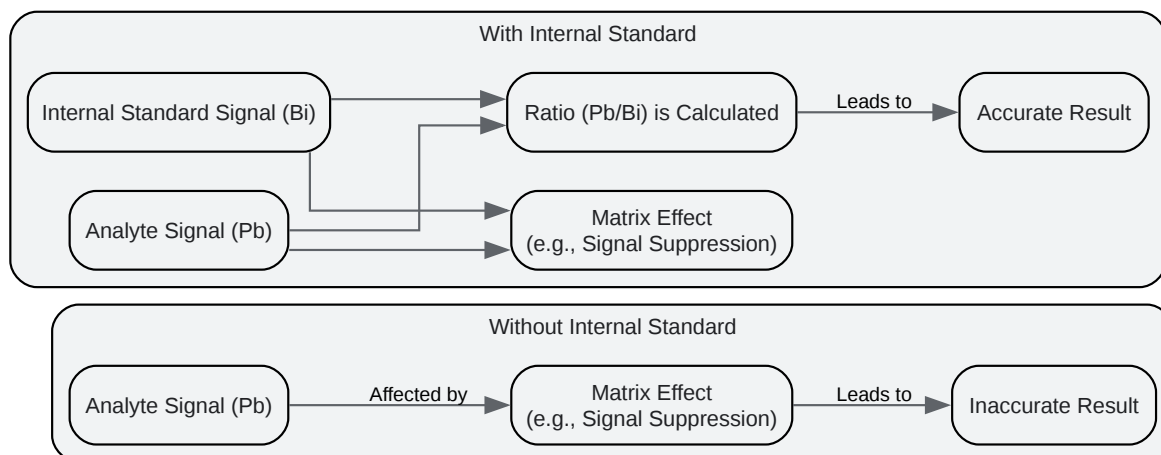 With Internal Standard
Internal Standard Signal (Bi)
Ratio (Pb/Bi) is Calculated
Leads to
Accurate Result
Analyte Signal (Pb)
Matrix Effect
(e.g., Signal Suppression)
Without Internal Standard
Analyte Signal (Pb)
Affected by
Matrix Effect
(e.g., Signal Suppression)
Leads to
Inaccurate Result